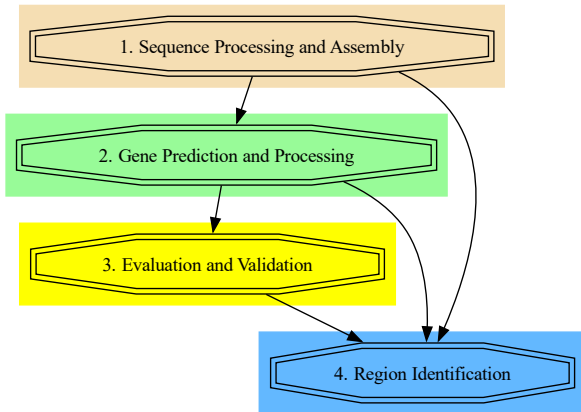 1. Sequence Processing and Assembly
2. Gene Prediction and Processing
3. Evaluation and Validation
4. Region Identification